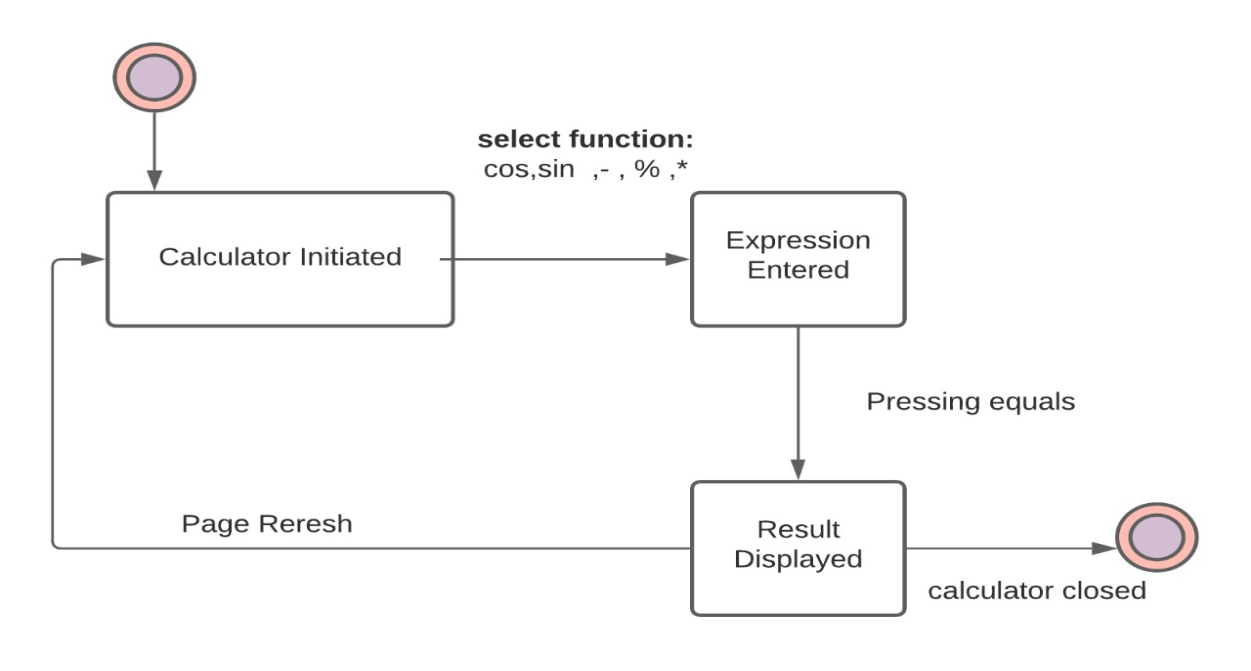 select function:
cos,sin  ,- , % ,*
Calculator Initiated
Expression
Entered
Pressing equals
Page Reresh
Result
Displayed
calculator closed